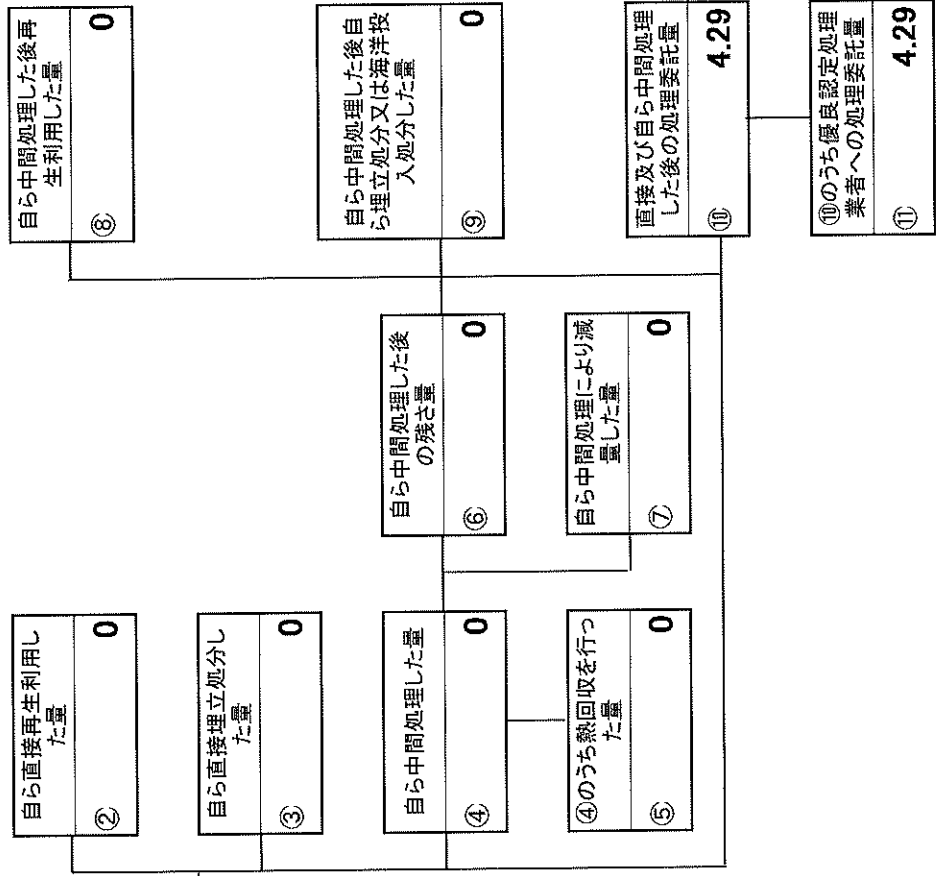 自ら直接再生利用し
た量
② 0
自ら直接埋立処分し
た量
③ 0
自ら中間処理した量
④ 0
④のうち熱回収を行っ
た量
⑤ 0
自ら中間処理した後
の残さ量
⑥ 0
自ら中間処理により減
量した量
⑦ 0
自ら中間処理した後再
生利用した量
⑧ 0
自ら中間処理した後自
ら埋立処分又は海洋投
入処分した量
⑨ 0
直接及び自ら中間処理
した後の処理委託量
⑩ 4.29
⑩のうち優良認定処理
業者への処理委託量
⑪ 4.29